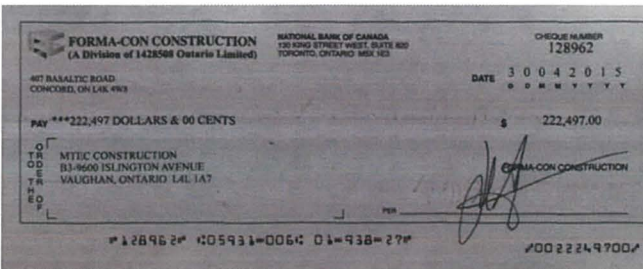 FORMA-CON CONSTRUCTION
(A Division of 1428508 Ontario Limited)
407 BASALTIC ROAD
CONCORD, ON L4K 4W8
NATIONAL BANK OF CANADA
130 KING STREET WEST, SUITE 820
TORONTO, ONTARIO M5X 1E3
CHEQUE NUMBER
128962
DATE 3 0 0 4 2 0 1 5
D D M M Y Y Y Y
PAY ***222,497 DOLLARS & 00 CENTS
$ 222,497.00
TO THE ORDER OF
MTEC CONSTRUCTION
B3-9600 ISLINGTON AVENUE
VAUGHAN, ONTARIO L4L 1A7
FORMA-CON CONSTRUCTION
PER
⑈128962⑈ ⑆05931⑉006⑆ 01⑉938⑉27⑈
⑇0022249700⑇